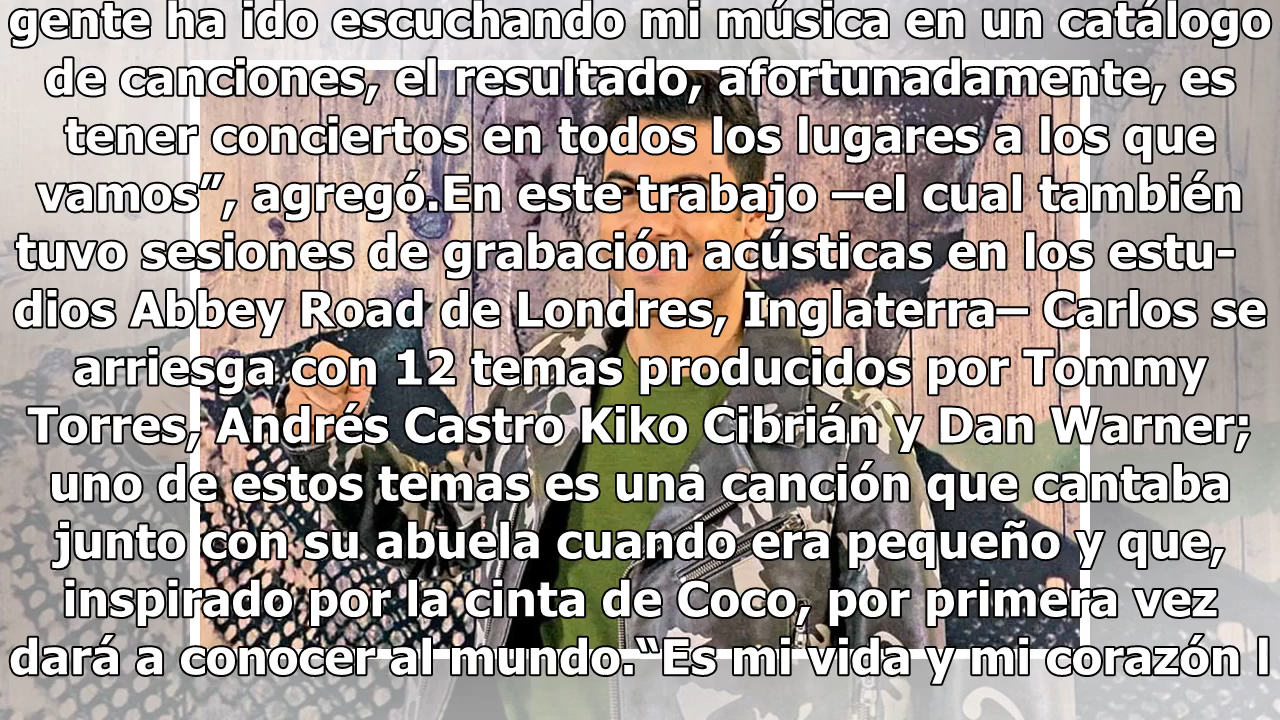 gente ha ido escuchando mi música en un catálogo
de canciones, el resultado, afortunadamente, es
tener conciertos en todos los lugares a los que
vamos”, agregó.En este trabajo —el cual también
tuvo sesiones de grabación acústicas en los estu-
dios Abbey Road de Londres, Inglaterra— Carlos se
arriesga con 12 temas producidos por Tommy
Torres, Andrés Castro Kiko Cibrián y Dan Warner;
uno de estos temas es una canción que cantaba
junto con su abuela cuando era pequeño y que,
inspirado por la cinta de Coco, por primera vez
dará a conocer al mundo.“Es mi vida y mi corazón l